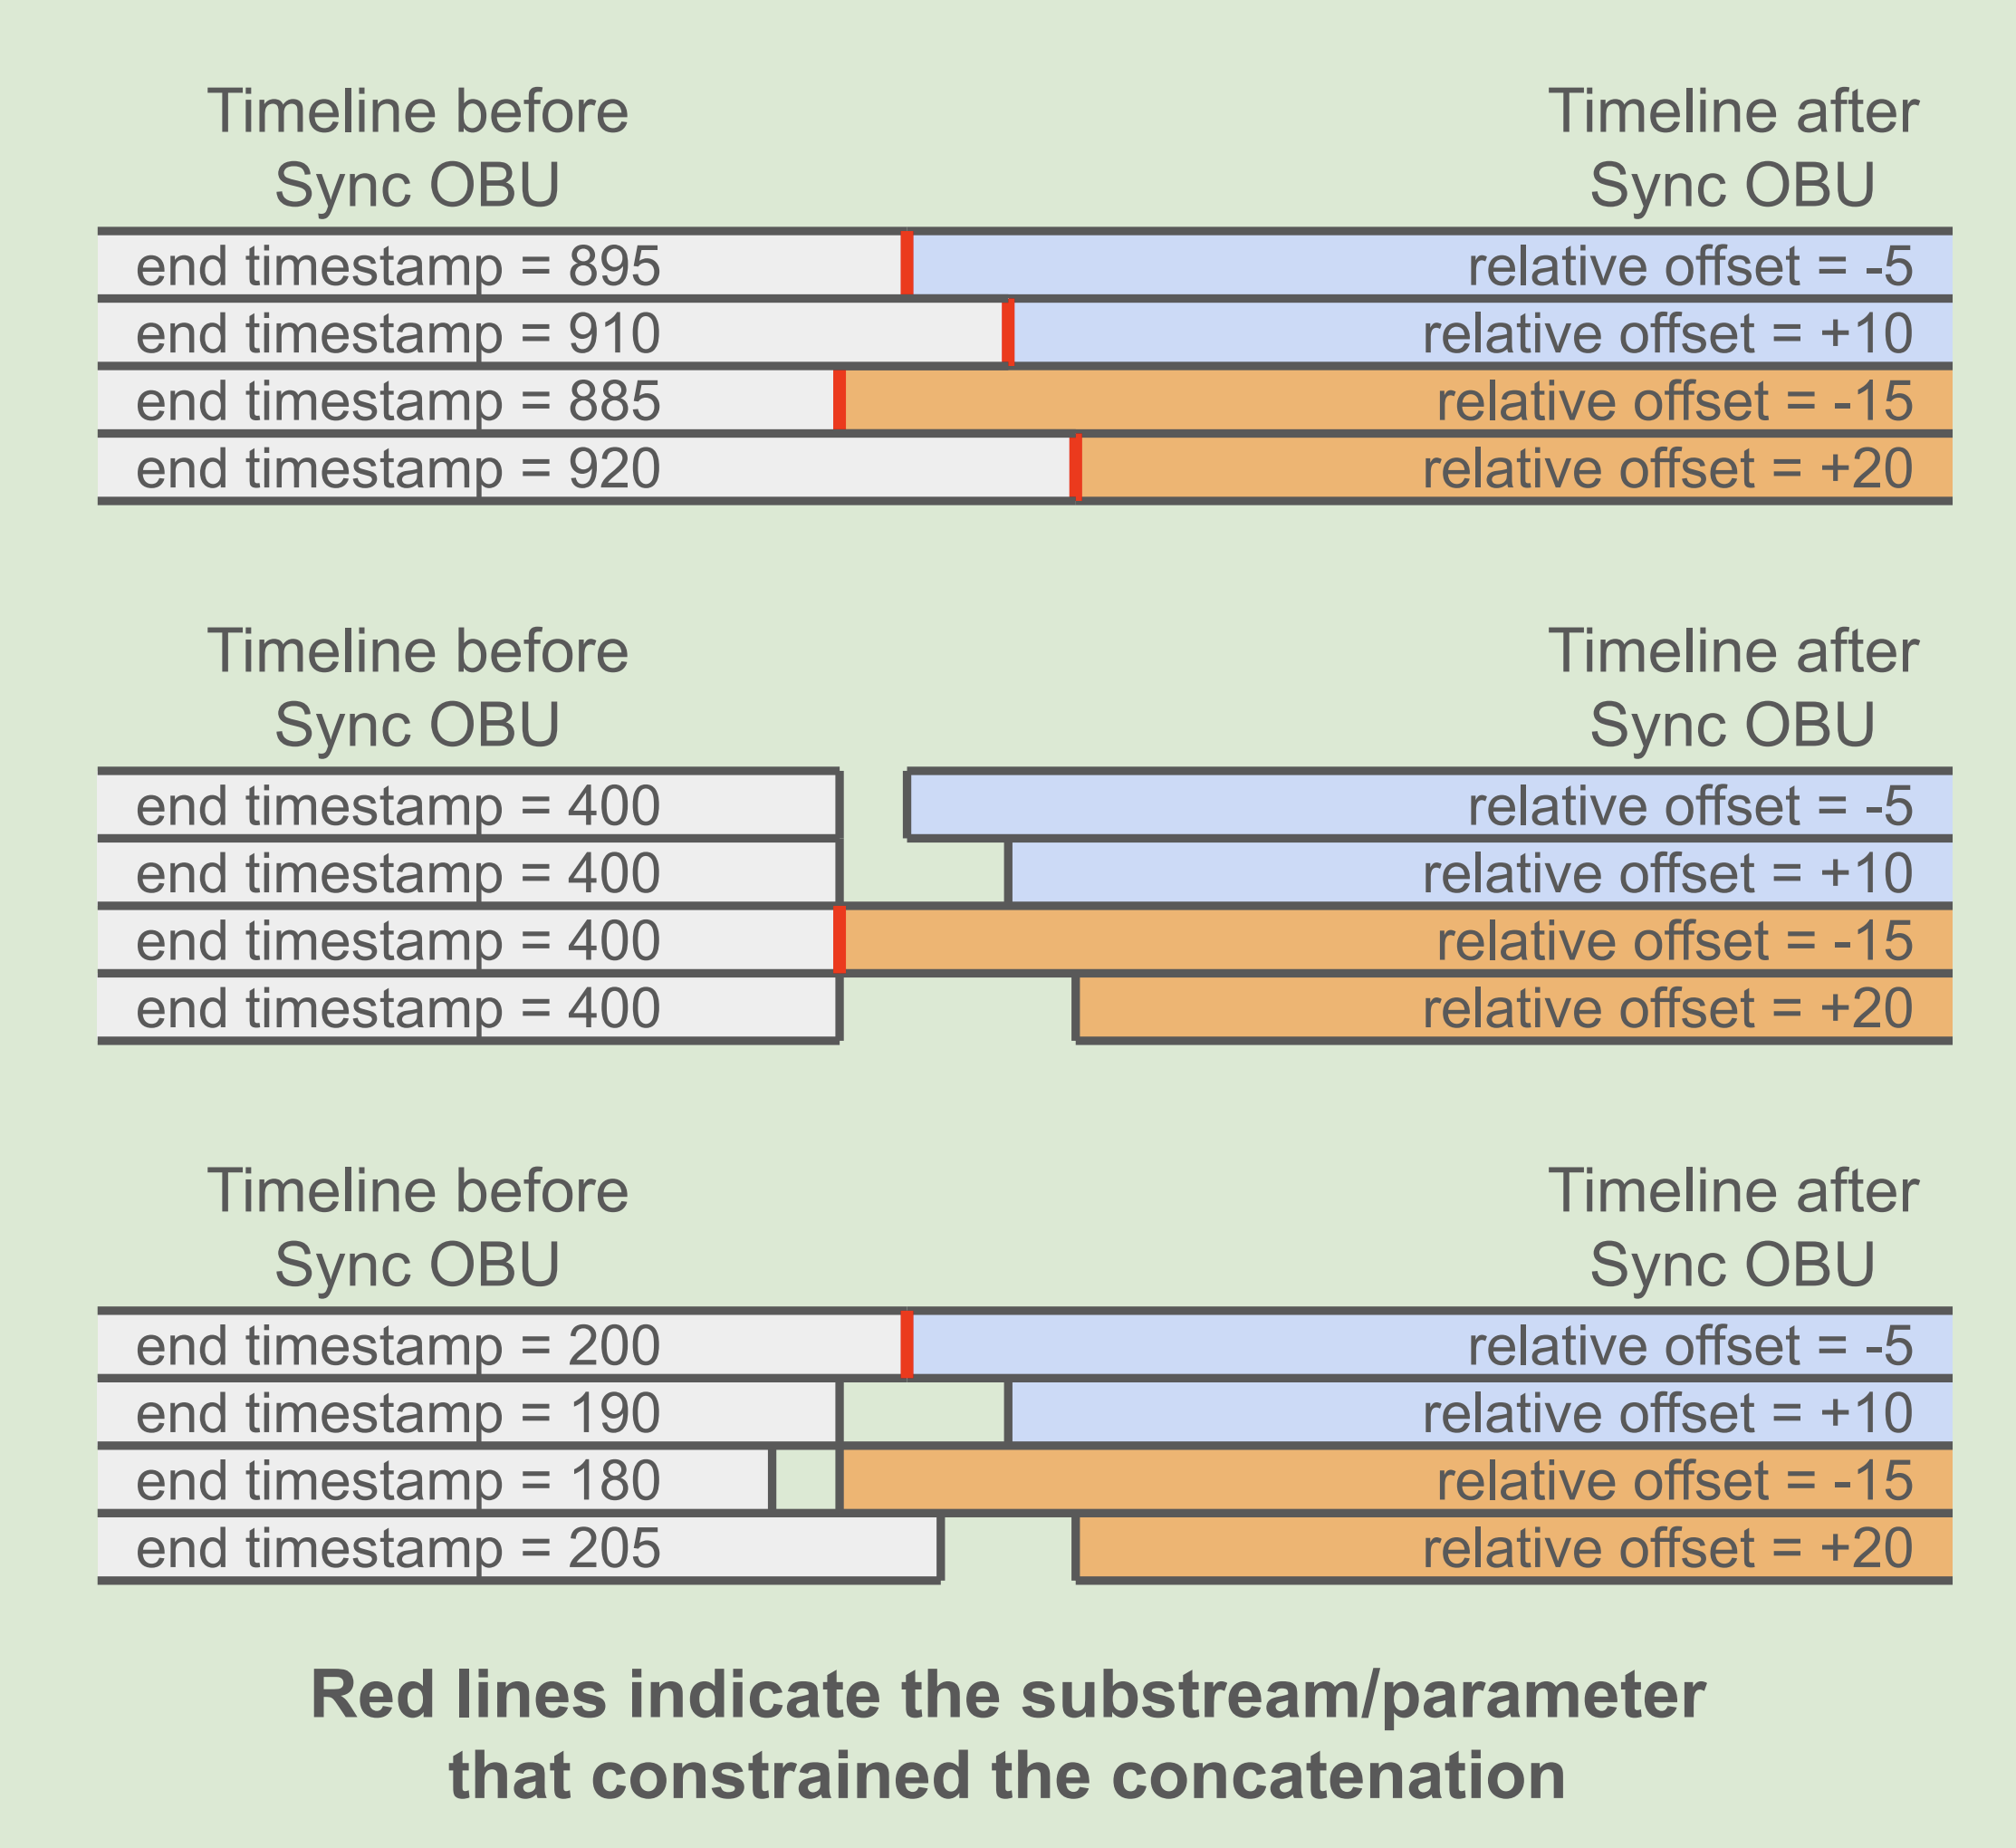 Timeline before
Sync OBU
Timeline after
Sync OBU
end timestamp = 895
relative offset = -5
end timestamp = 910
relative offset = +10
end timestamp = 885
relative offset = -15
end timestamp = 920
relative offset = +20
Timeline before
Sync OBU
Timeline after
Sync OBU
end timestamp = 400
relative offset = -5
end timestamp = 400
relative offset = +10
end timestamp = 400
relative offset = -15
end timestamp = 400
relative offset = +20
Timeline before
Sync OBU
Timeline after
Sync OBU
end timestamp = 200
relative offset = -5
end timestamp = 190
relative offset = +10
end timestamp = 180
relative offset = -15
end timestamp = 205
relative offset = +20
Red lines indicate the substream/parameter
that constrained the concatenation